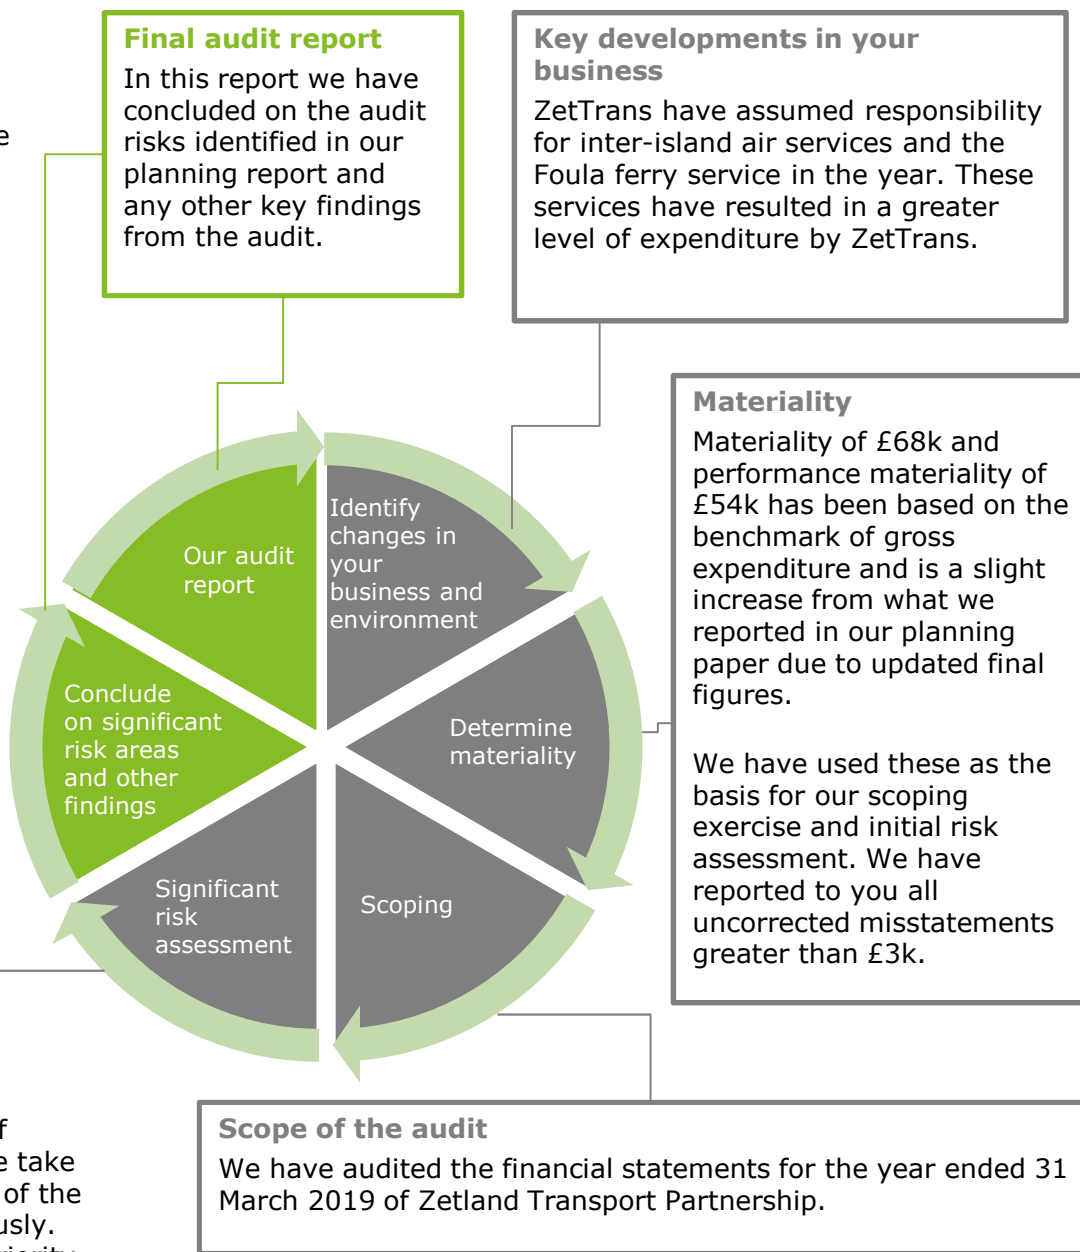 Final audit report
In this report we have
concluded on the audit
risks identified in our
planning report and
any other key findings
from the audit.
Key developments in your
business
ZetTrans have assumed responsibility
for inter-island air services and the
Foula ferry service in the year. These
services have resulted in a greater
level of expenditure by ZetTrans.
Materiality
Materiality of £68k and
performance materiality of
£54k has been based on the
benchmark of gross
expenditure and is a slight
increase from what we
reported in our planning
paper due to updated final
figures.
We have used these as the
basis for our scoping
exercise and initial risk
assessment. We have
reported to you all
uncorrected misstatements
greater than £3k.
Identify
changes in
your
business and
environment
Determine
materiality
Scoping
Significant
risk
assessment
Conclude
on significant
risk areas
and other
findings
Our audit
report
take
of the
Scope of the audit
We have audited the financial statements for the year ended 31
March 2019 of Zetland Transport Partnership.